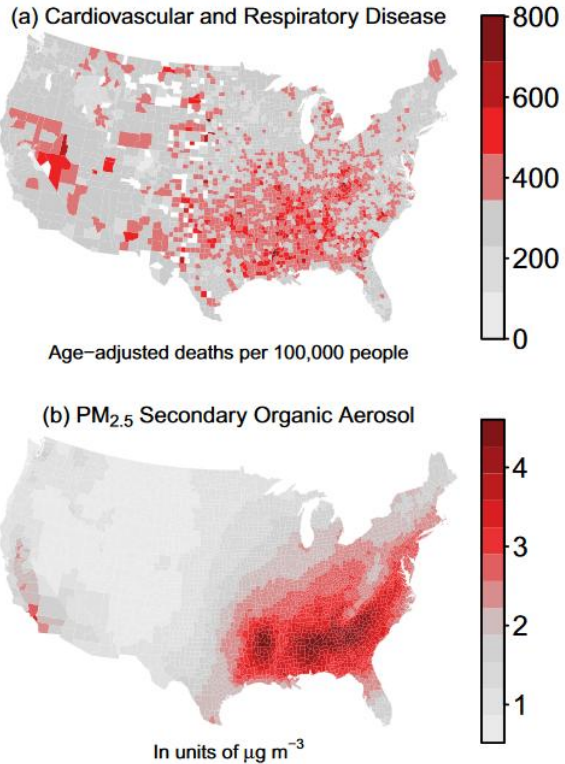 (a) Cardiovascular and Respiratory Disease
800
600
400
200
0
Age−adjusted deaths per 100,000 people
(b) PM₂.₅ Secondary Organic Aerosol
4
3
2
1
In units of μg m⁻³